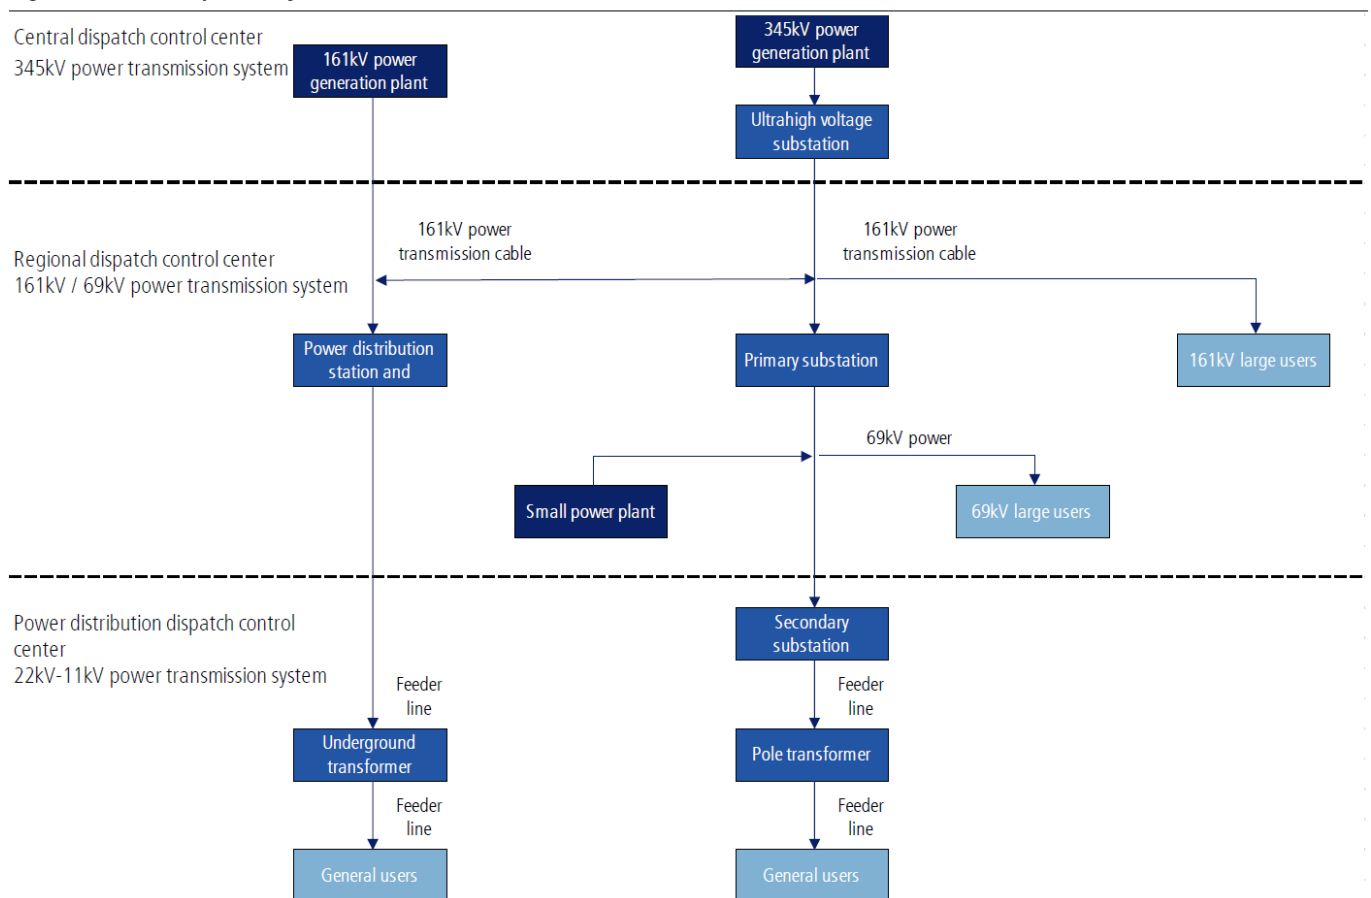 Central dispatch control center
345kV power transmission system
161kV power
generation plant
345kV power
generation plant
Ultrahigh voltage
substation
Regional dispatch control center
161kV / 69kV power transmission system
161kV power
transmission cable
161kV power
transmission cable
Power distribution
station and
Primary substation
161kV large users
69kV power
Small power plant
69kV large users
Power distribution dispatch control
center
22kV-11kV power transmission system
Secondary
substation
Feeder
line
Feeder
line
Underground
transformer
Pole transformer
Feeder
line
Feeder
line
General users
General users